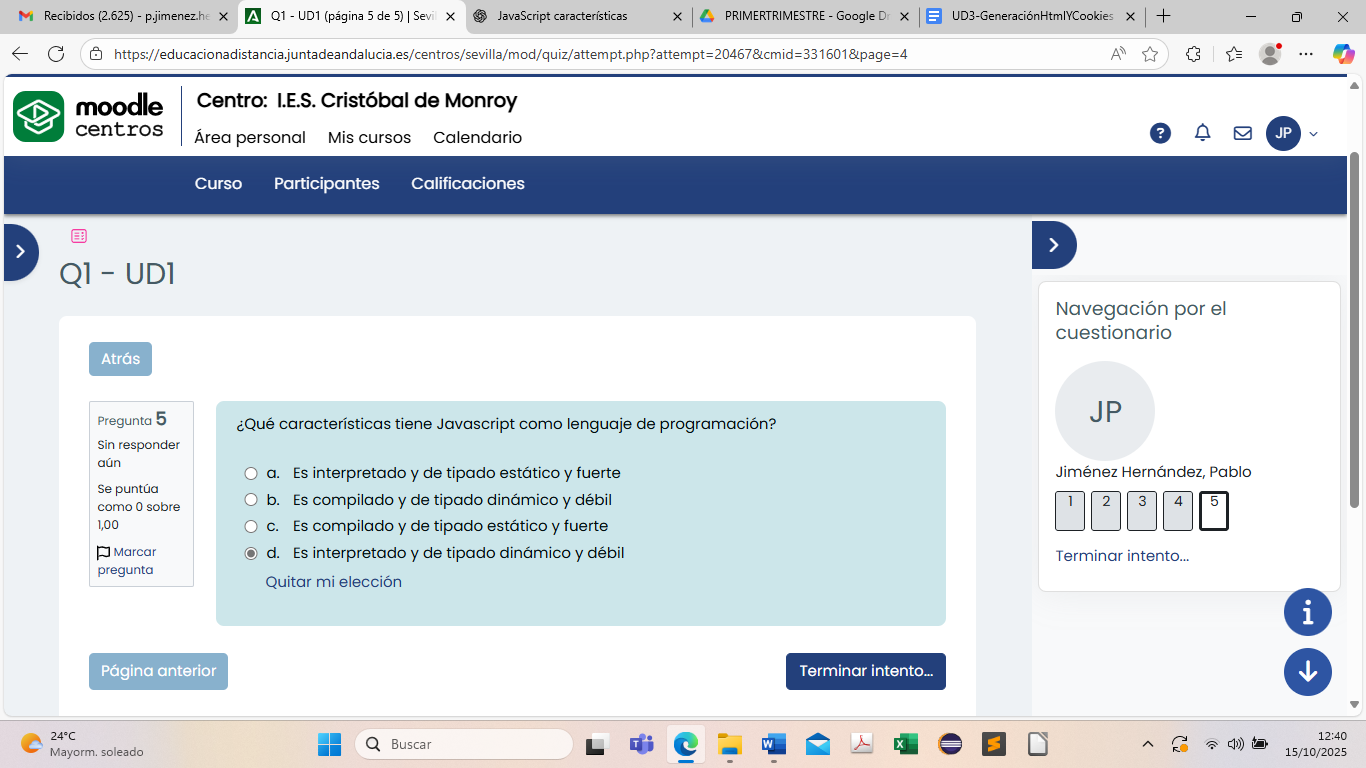 Recibidos (2.625) - p.jimenez.he
Q1 - UD1 (página 5 de 5) | Sevil
JavaScript características
PRIMERTRIMESTRE - Google Dr
UD3-GeneraciónHtmlYCookies
https://educacionadistancia.juntadeandalucia.es/centros/sevilla/mod/quiz/attempt.php?attempt=20467&cmid=331601&page=4
moodle
centros
Centro: I.E.S. Cristóbal de Monroy
Área personal
Mis cursos
Calendario
JP
Curso
Participantes
Calificaciones
Q1 - UD1
Atrás
Pregunta 5
Sin responder
aún
Se puntúa
como 0 sobre
1,00
Marcar
pregunta
¿Qué características tiene Javascript como lenguaje de programación?
a. Es interpretado y de tipado estático y fuerte
b. Es compilado y de tipado dinámico y débil
c. Es compilado y de tipado estático y fuerte
d. Es interpretado y de tipado dinámico y débil
Quitar mi elección
Página anterior
Terminar intento...
Navegación por el
cuestionario
JP
Jiménez Hernández, Pablo
1 2 3 4 5
Terminar intento...
24°C
Mayorm. soleado
Buscar
12:40
15/10/2025